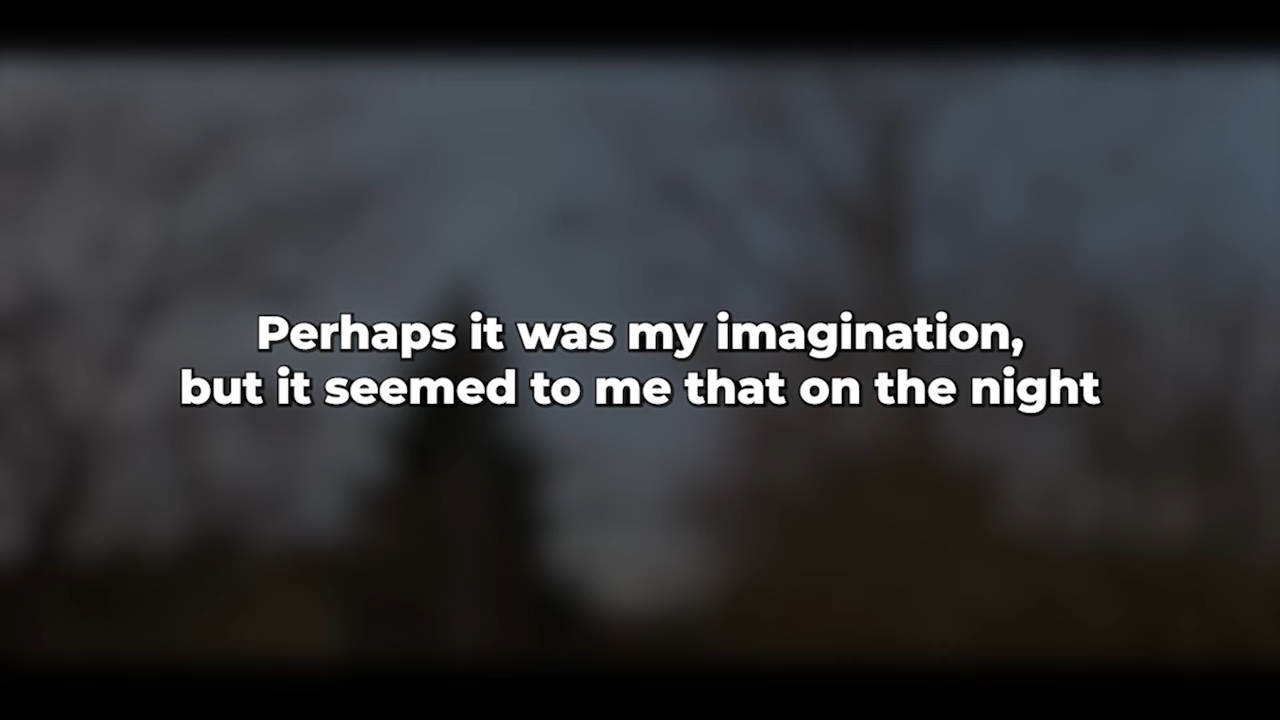 Perhaps it was my imagination,
but it seemed to me that on the night